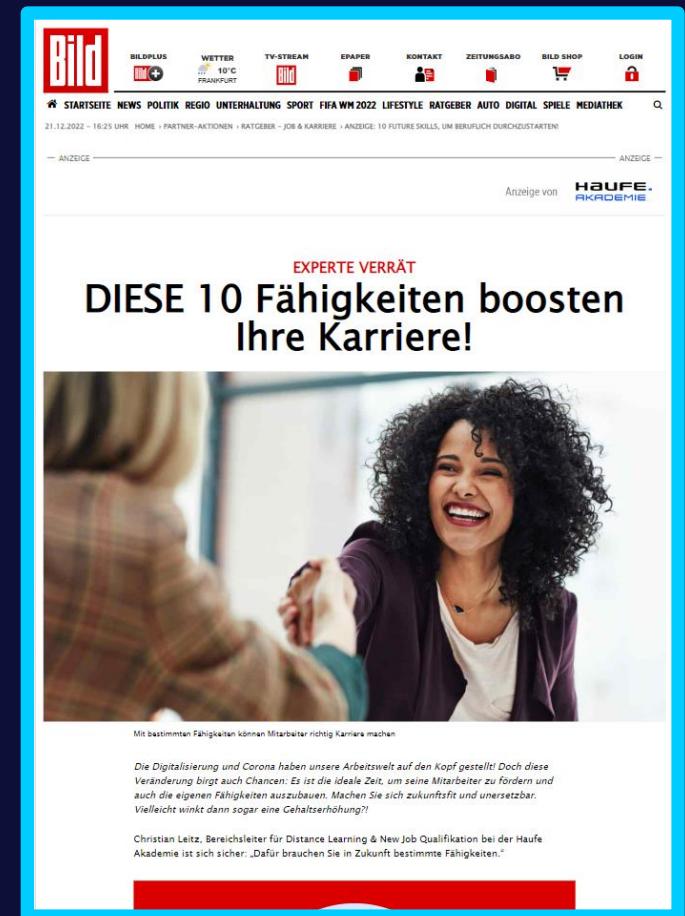 Bild
BILDPLUS WETTER TV-STREAM EPAPER KONTAKT ZEITUNGSABO BILD SHOP LOGIN
Bild 10°C Bild
FRANKFURT
STARTSEITE NEWS POLITIK REGIO UNTERHALTUNG SPORT FIFA WM 2022 LIFESTYLE RATGEBER AUTO DIGITAL SPIELE MEDIATHEK
21.12.2022 – 16:25 UHR HOME › PARTNER-AKTIONEN › RATGEBER – JOB & KARRIERE › ANZEIGE: 10 FUTURE SKILLS, UM BERUFLICH DURCHZUSTARTEN!
ANZEIGE ANZEIGE
Anzeige von HAUFE.
AKADEMIE
EXPERTE VERRÄT
DIESE 10 Fähigkeiten boosten
Ihre Karriere!
Mit bestimmten Fähigkeiten können Mitarbeiter richtig Karriere machen
Die Digitalisierung und Corona haben unsere Arbeitswelt auf den Kopf gestellt! Doch diese
Veränderung birgt auch Chancen: Es ist die ideale Zeit, um seine Mitarbeiter zu fördern und
auch die eigenen Fähigkeiten auszubauen. Machen Sie sich zukunftsfit und unersetzbar.
Vielleicht winkt dann sogar eine Gehaltserhöhung?!
Christian Leitz, Bereichsleiter für Distance Learning & New Job Qualifikation bei der Haufe
Akademie ist sich sicher: „Dafür brauchen Sie in Zukunft bestimmte Fähigkeiten.“